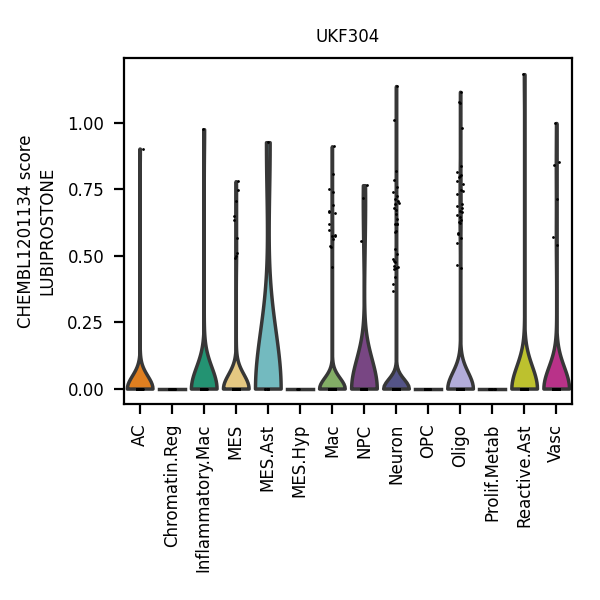 UKF304
CHEMBL1201134 score
LUBIPROSTONE
1.00
0.75
0.50
0.25
0.00
AC
Chromatin.Reg
Inflammatory.Mac
MES
MES.Ast
MES.Hyp
Mac
NPC
Neuron
OPC
Oligo
Prolif.Metab
Reactive.Ast
Vasc